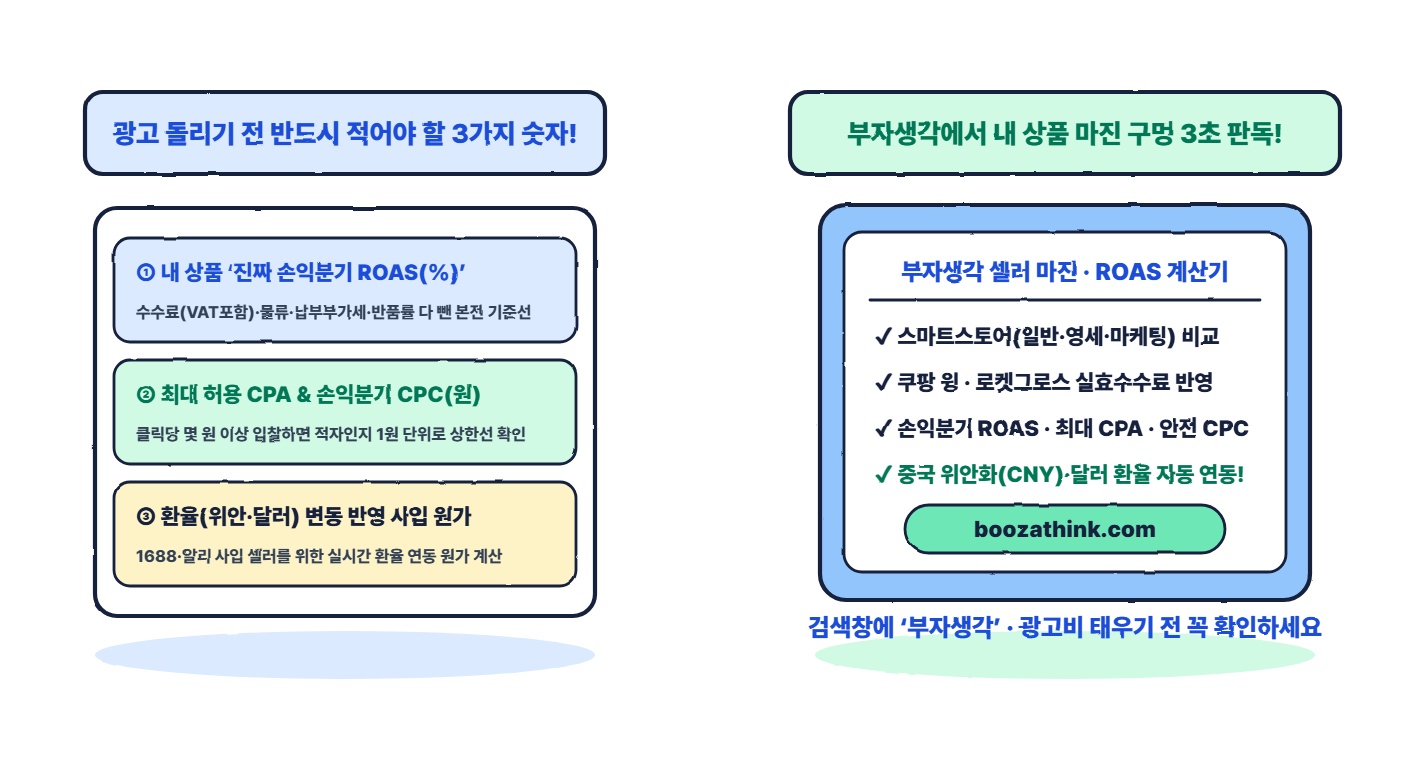 광고 돌리기 전 반드시 적어야 할 3가지 숫자!
① 내 상품 ‘진짜 손익분기 ROAS(%)’
수수료(VAT포함)·물류·납부부가세·반품률 다 뺀 본전 기준선
② 최대 허용 CPA & 손익분기 CPC(원)
클릭당 몇 원 이상 입찰하면 적자인지 1원 단위로 상한선 확인
③ 환율(위안·달러) 변동 반영 사입 원가
1688·알리 사입 셀러를 위한 실시간 환율 연동 원가 계산
부자생각에서 내 상품 마진 구멍 3초 판독!
부자생각 셀러 마진 · ROAS 계산기
✓ 스마트스토어(일반·영세·마케팅) 비교
✓ 쿠팡 윙 · 로켓그로스 실효수수료 반영
✓ 손익분기 ROAS · 최대 CPA · 안전 CPC
✓ 중국 위안화(CNY)·달러 환율 자동 연동!
boozathink.com
검색창에 ‘부자생각’ · 광고비 태우기 전 꼭 확인하세요